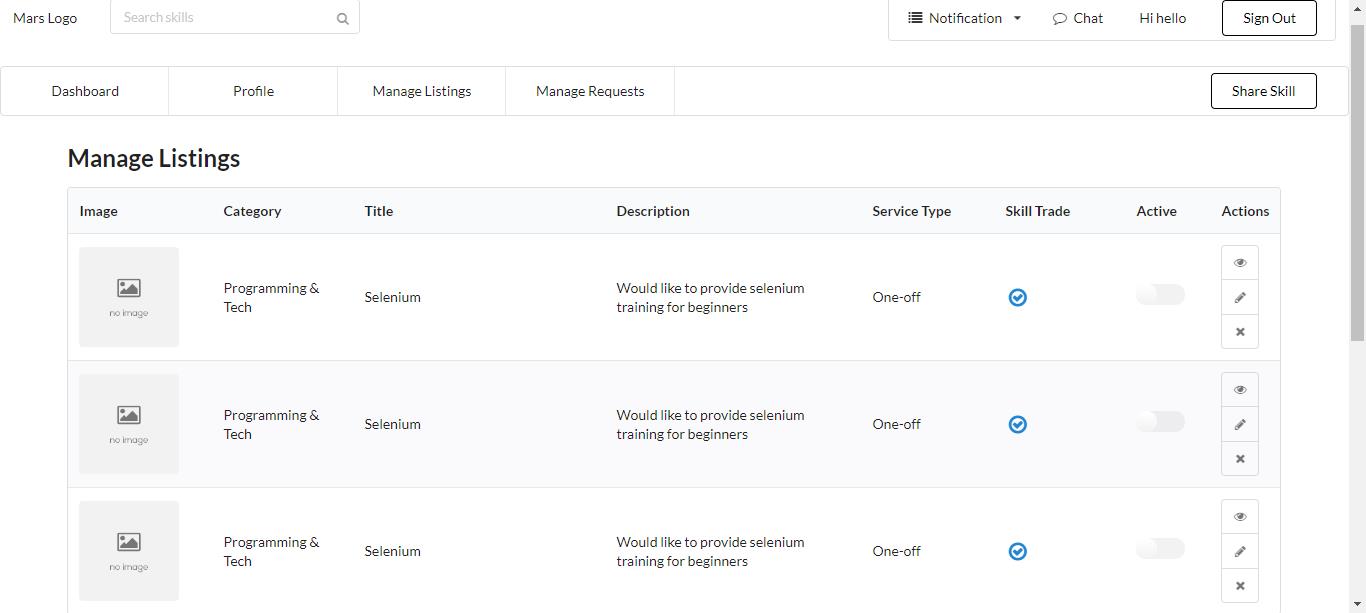 Mars Logo
Search skills
Notification
Chat
Hi hello
Sign Out
Dashboard
Profile
Manage Listings
Manage Requests
Share Skill
Manage Listings
Image
Category
Title
Description
Service Type
Skill Trade
Active
Actions
no image
Programming &
Tech
Selenium
Would like to provide selenium
training for beginners
One-off
no image
Programming &
Tech
Selenium
Would like to provide selenium
training for beginners
One-off
no image
Programming &
Tech
Selenium
Would like to provide selenium
training for beginners
One-off